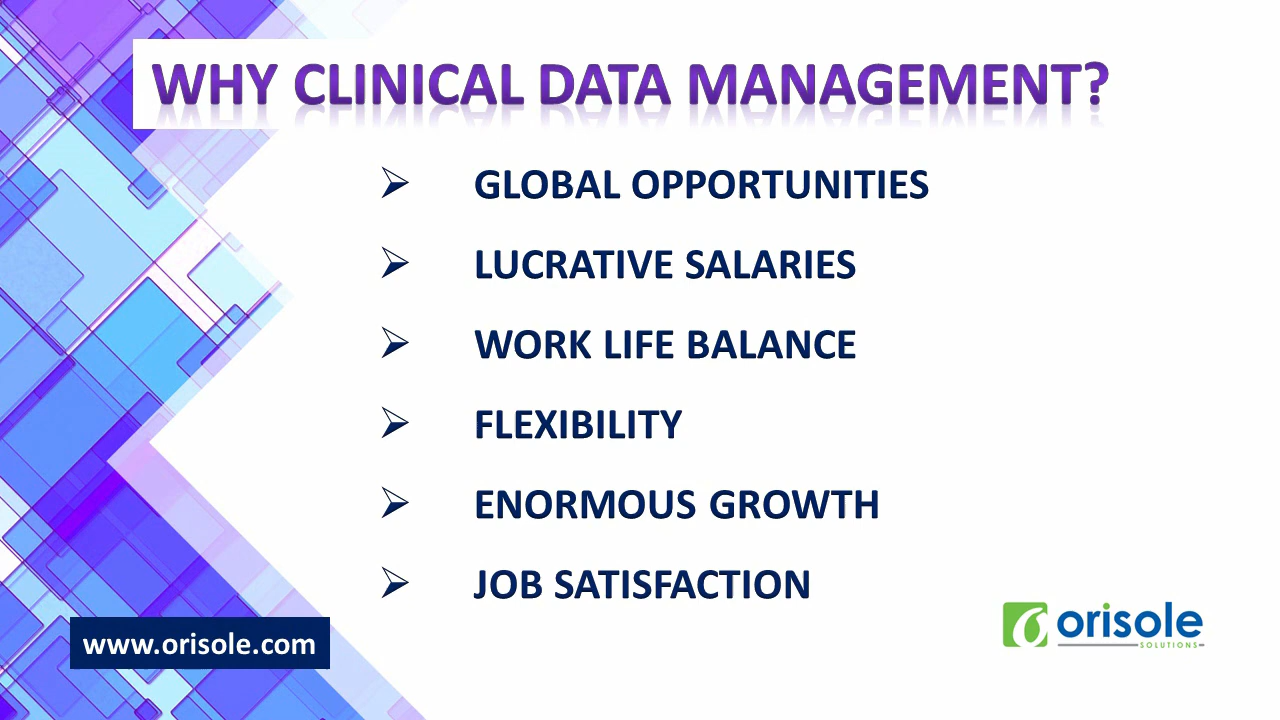 WHY CLINICAL DATA MANAGEMENT?
GLOBAL OPPORTUNITIES
LUCRATIVE SALARIES
WORK LIFE BALANCE
FLEXIBILITY
ENORMOUS GROWTH
JOB SATISFACTION
www.orisole.com
orisole
SOLUTIONS